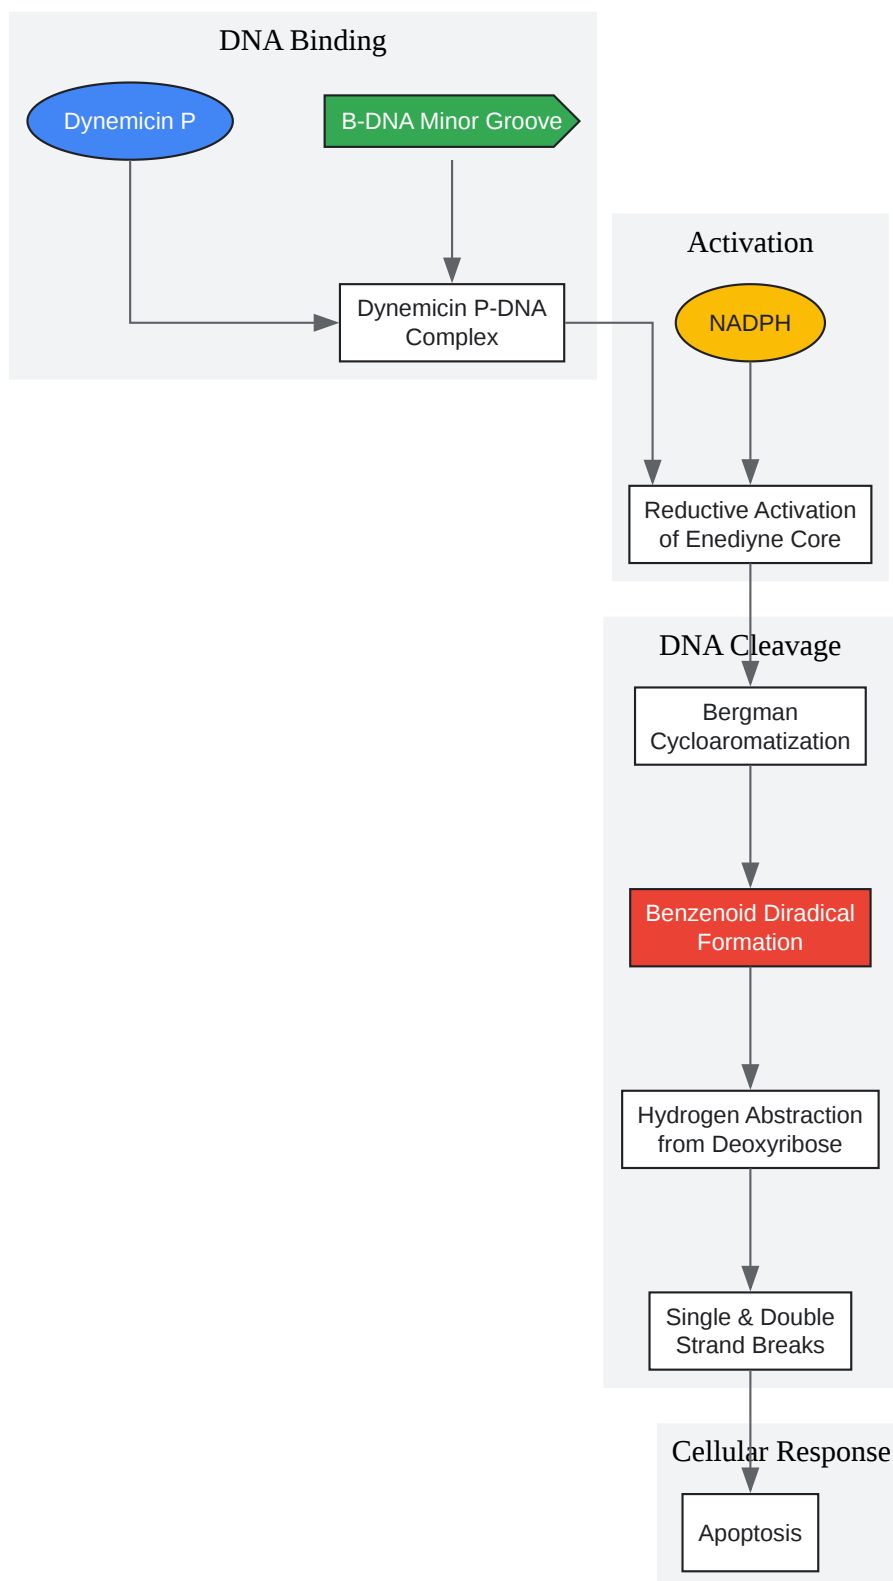 DNA Binding
Dynemicin P
B-DNA Minor Groove
Dynemicin P-DNA
Complex
Activation
NADPH
Reductive Activation
of Enediyne Core
DNA Cleavage
Bergman
Cycloaromatization
Benzenoid Diradical
Formation
Hydrogen Abstraction
from Deoxyribose
Single & Double
Strand Breaks
Cellular Response
Apoptosis